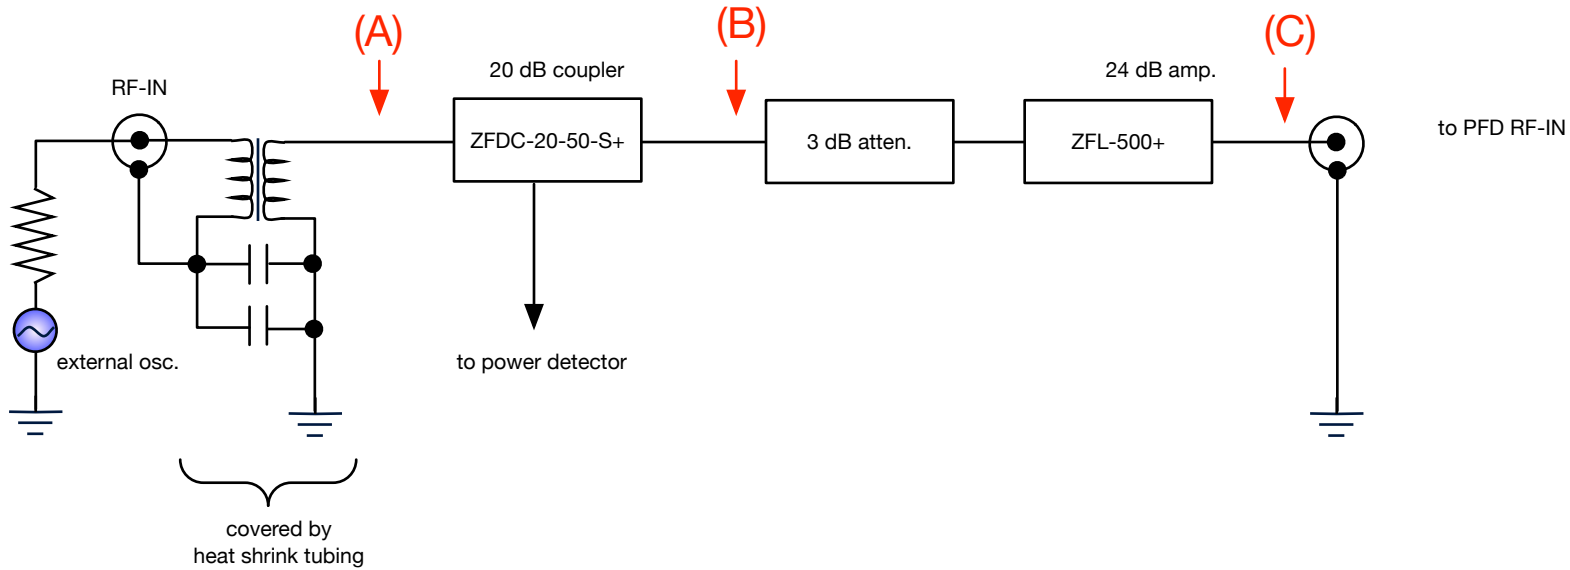 (A)
(B)
(C)
RF-IN
20 dB coupler
24 dB amp.
ZFDC-20-50-S+
3 dB atten.
ZFL-500+
to PFD RF-IN
external osc.
to power detector
covered by
heat shrink tubing